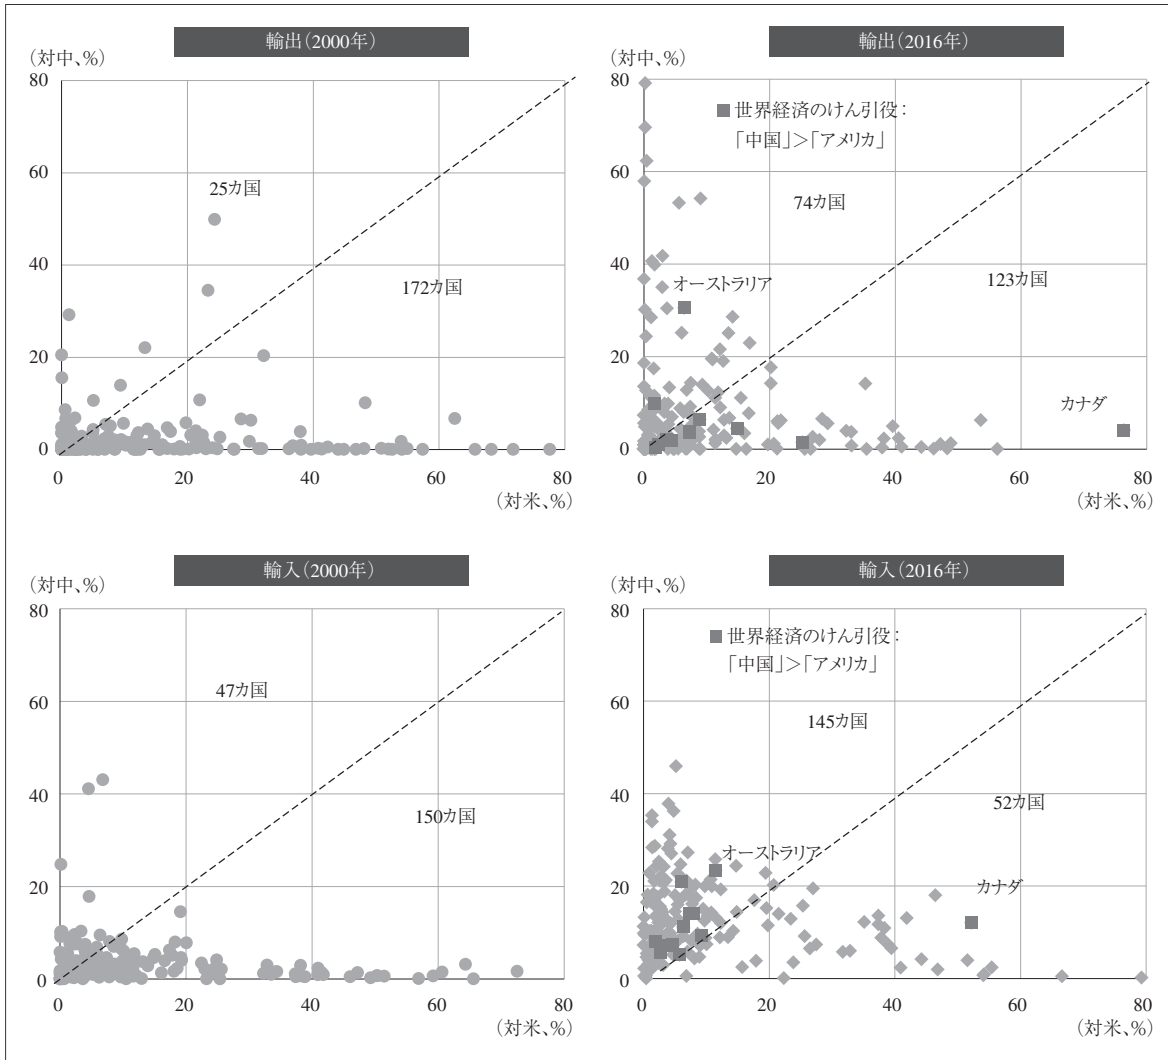 輸出(2000年)
(対中、%)
80
60
40
20
0
25カ国
172カ国
0 20 40 60 80
(対米、%)
輸出(2016年)
(対中、%)
80
60
40
20
0
■世界経済のけん引役:
「中国」>「アメリカ」
74カ国
123カ国
オーストラリア
カナダ
0 20 40 60 80
(対米、%)
輸入(2000年)
(対中、%)
80
60
40
20
0
47カ国
150カ国
0 20 40 60 80
(対米、%)
輸入(2016年)
(対中、%)
80
60
40
20
0
■世界経済のけん引役:
「中国」>「アメリカ」
145カ国
52カ国
オーストラリア
カナダ
0 20 40 60 80
(対米、%)